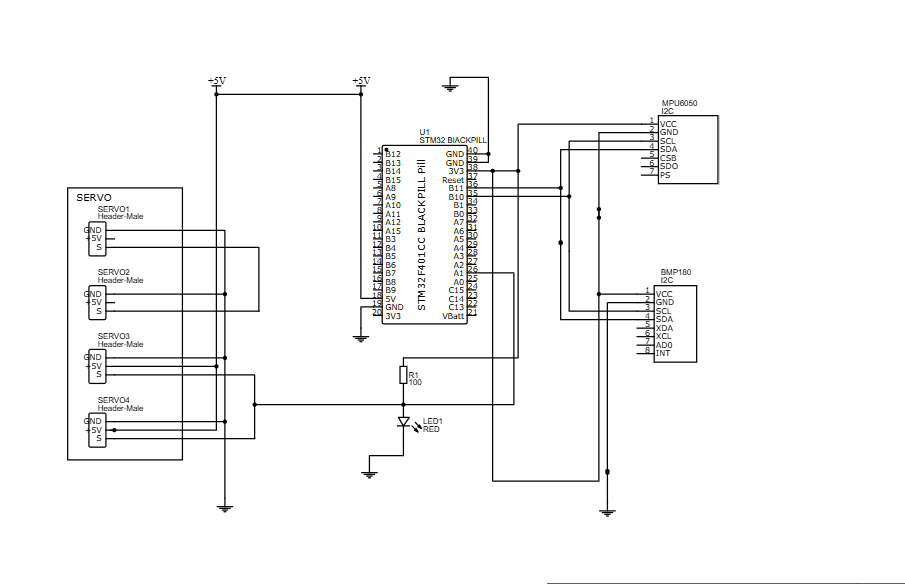 +5V
+5V
MPU6050
I2C
1 VCC
2 GND
3 SCL
4 SDA
5 CSB
6 SDO
7 PS
U1
STM32 BlACKPILL
STM32F401CC BLACKPILL Pill
1 B12
2 B13
3 B14
4 B15
5 A8
6 A9
7 A10
8 A11
9 A12
10 A15
11 B3
12 B4
13 B5
14 B6
15 B7
16 B8
17 B9
18 5V
19 GND
20 3V3
GND 40
GND 39
3V3 38
Reset 37
B11 36
B10 35
B1 34
B0 33
A7 32
A6 31
A5 30
A4 29
A3 28
A2 27
A1 26
A0 25
C15 24
C14 23
C13 22
VBatt 21
SERVO
SERVO1
Header-Male
GND
+5V
S
SERVO2
Header-Male
GND
+5V
S
SERVO3
Header-Male
GND
+5V
S
SERVO4
Header-Male
GND
+5V
S
BMP180
I2C
1 VCC
2 GND
3 SCL
4 SDA
5 XDA
6 XCL
7 AD0
8 INT
R1
100
LED1
RED